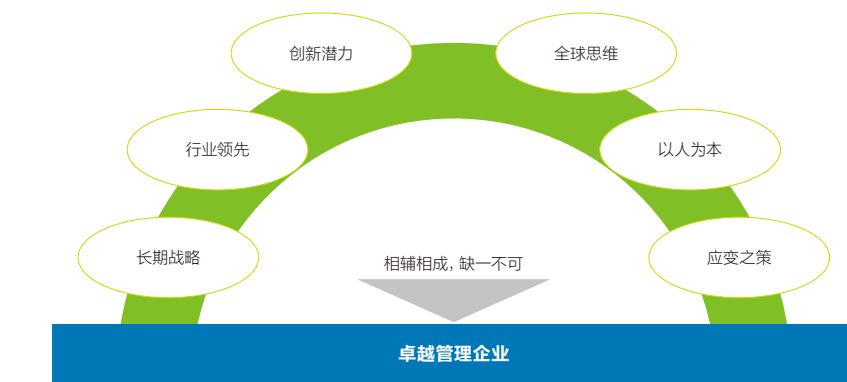 创新潜力
全球思维
行业领先
以人为本
长期战略
应变之策
相辅相成，缺一不可
卓越管理企业